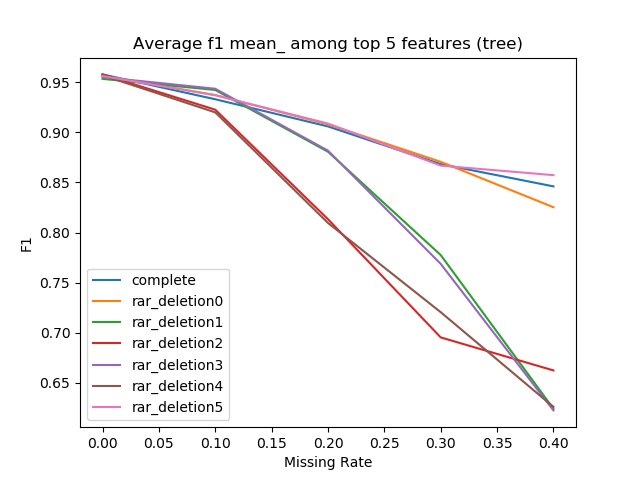 Average f1 mean_ among top 5 features (tree)
0.95
0.90
0.85
0.80
0.75
0.70
0.65
F1
complete
rar_deletion0
rar_deletion1
rar_deletion2
rar_deletion3
rar_deletion4
rar_deletion5
0.00 0.05 0.10 0.15 0.20 0.25 0.30 0.35 0.40
Missing Rate